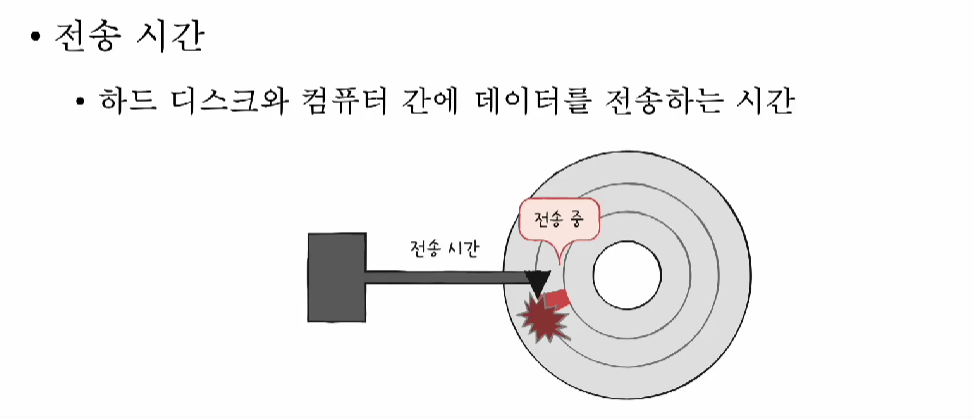 • 전송 시간
• 하드 디스크와 컴퓨터 간에 데이터를 전송하는 시간
전송 중
전송 시간